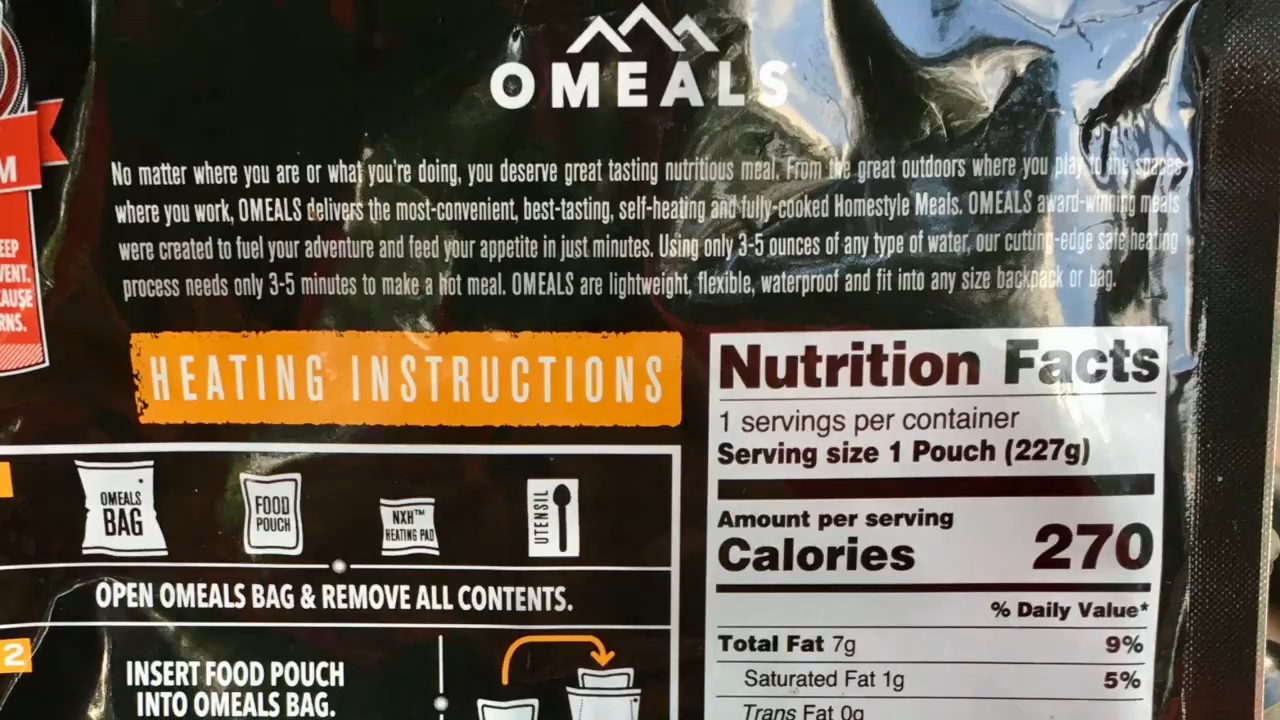 OMEALS
No matter where you are or what you're doing, you deserve great tasting nutritious meal. From the great outdoors where you play to the spaces
where you work, OMEALS delivers the most-convenient, best-tasting, self-heating and fully-cooked Homestyle Meals. OMEALS award-winning meals
were created to fuel your adventure and feed your appetite in just minutes. Using only 3-5 ounces of any type of water, our cutting-edge safe heating
process needs only 3-5 minutes to make a hot meal. OMEALS are lightweight, flexible, waterproof and fit into any size backpack or bag.
M
EEP
VENT.
CAUSE
RNS.
HEATING INSTRUCTIONS
OMEALS
BAG
FOOD
POUCH
NXH™
HEATING PAD
UTENSIL
OPEN OMEALS BAG & REMOVE ALL CONTENTS.
2
INSERT FOOD POUCH
INTO OMEALS BAG.
Nutrition Facts
1 servings per container
Serving size 1 Pouch (227g)
Amount per serving
Calories 270
% Daily Value*
Total Fat 7g 9%
Saturated Fat 1g 5%
Trans Fat 0g